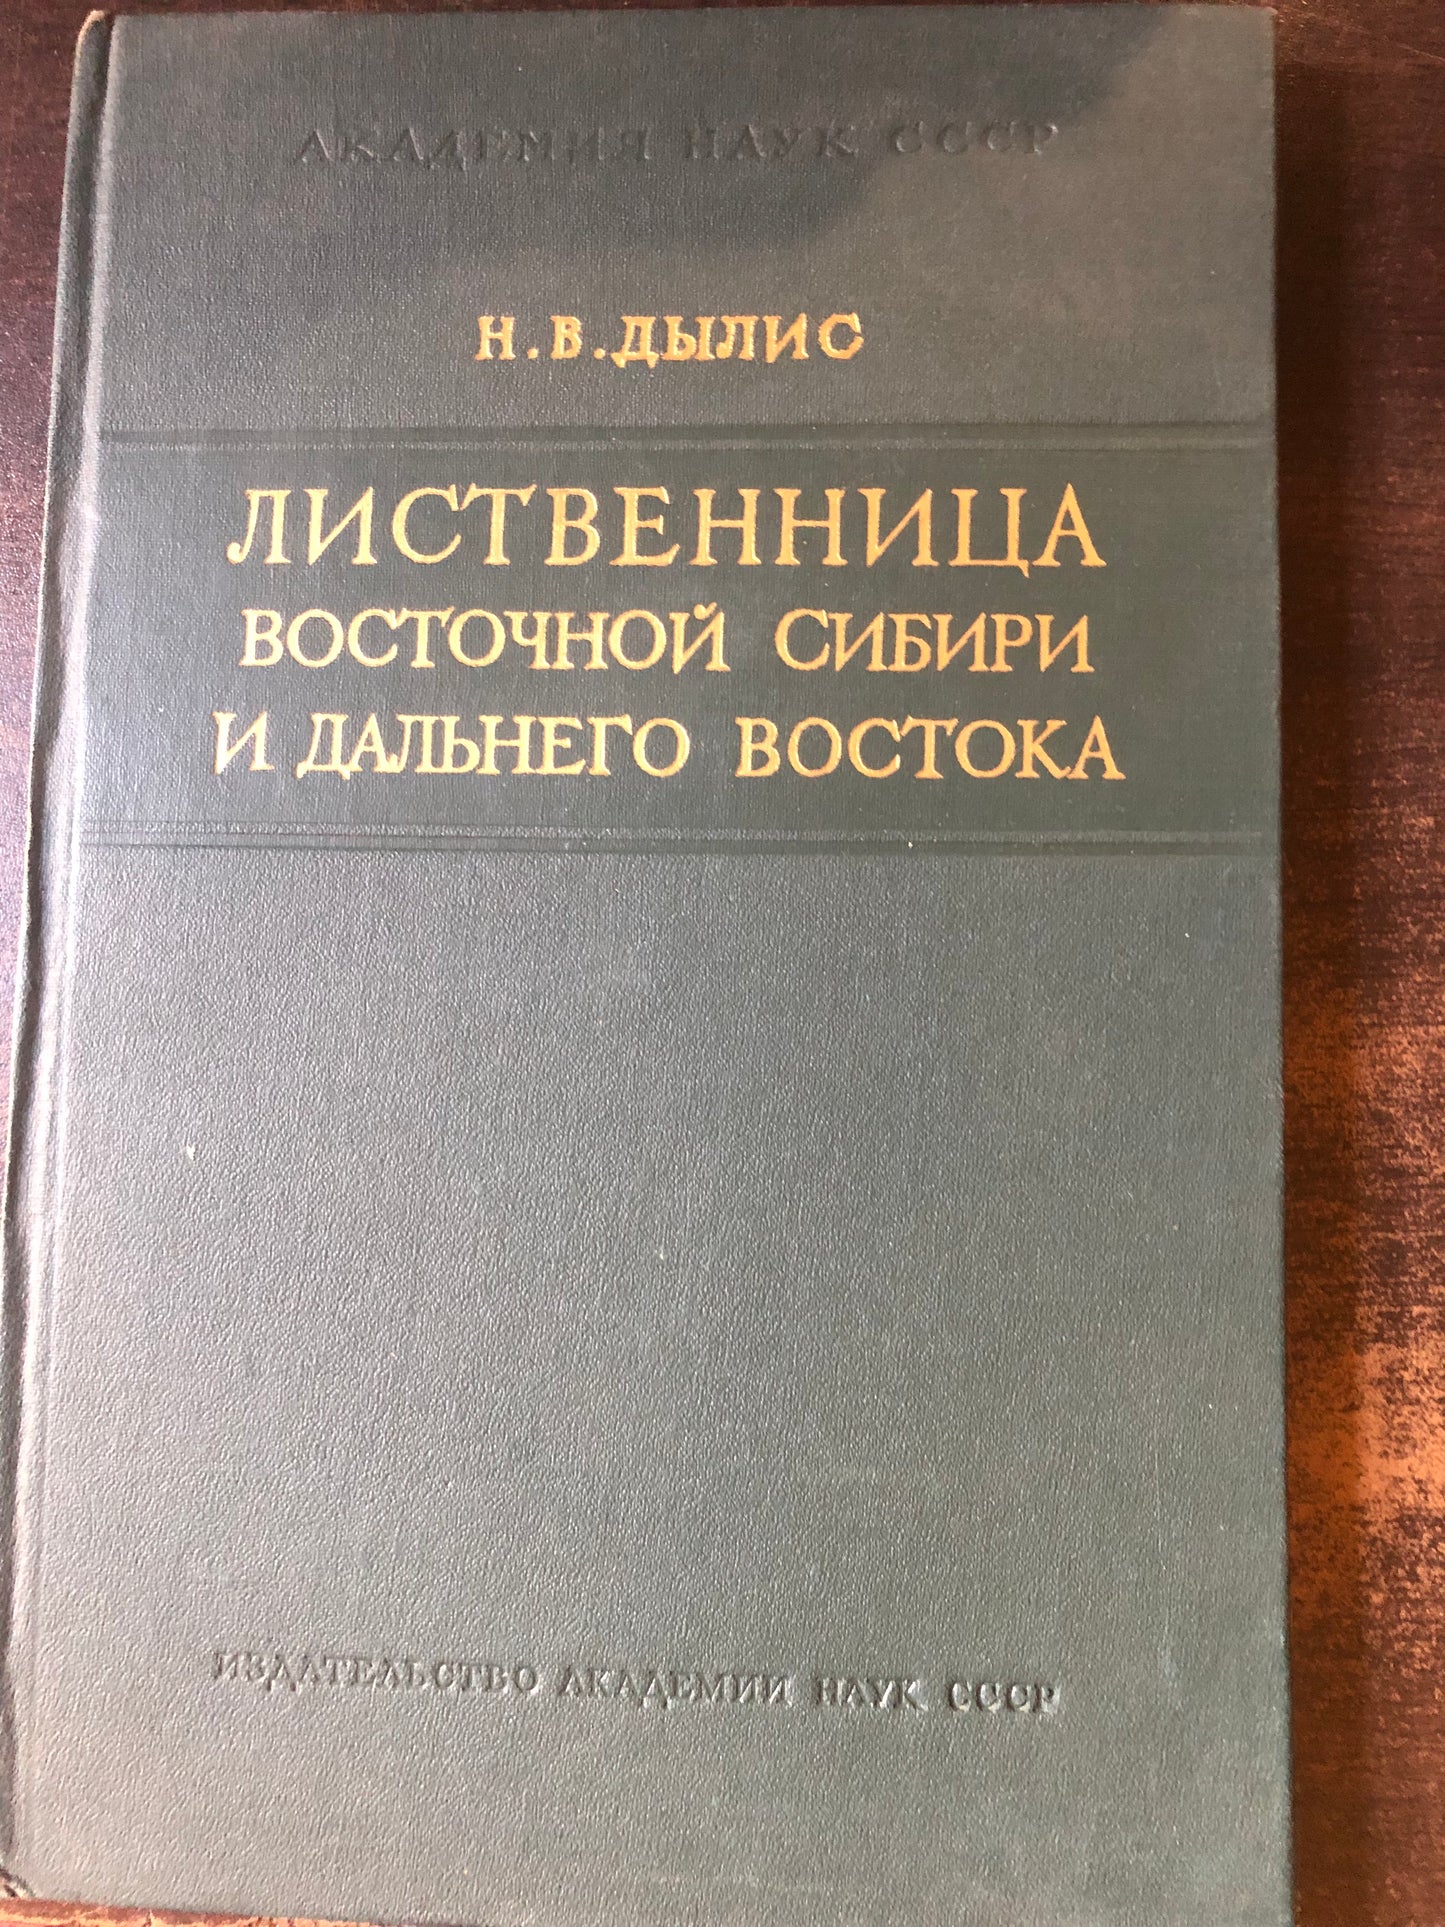 АКАДЕМИЯ НАУК СССР
Н.В.ДЫЛИС
ЛИСТВЕННИЦА
ВОСТОЧНОЙ СИБИРИ
И ДАЛЬНЕГО ВОСТОКА
ИЗДАТЕЛЬСТВО АКАДЕМИИ НАУК СССР